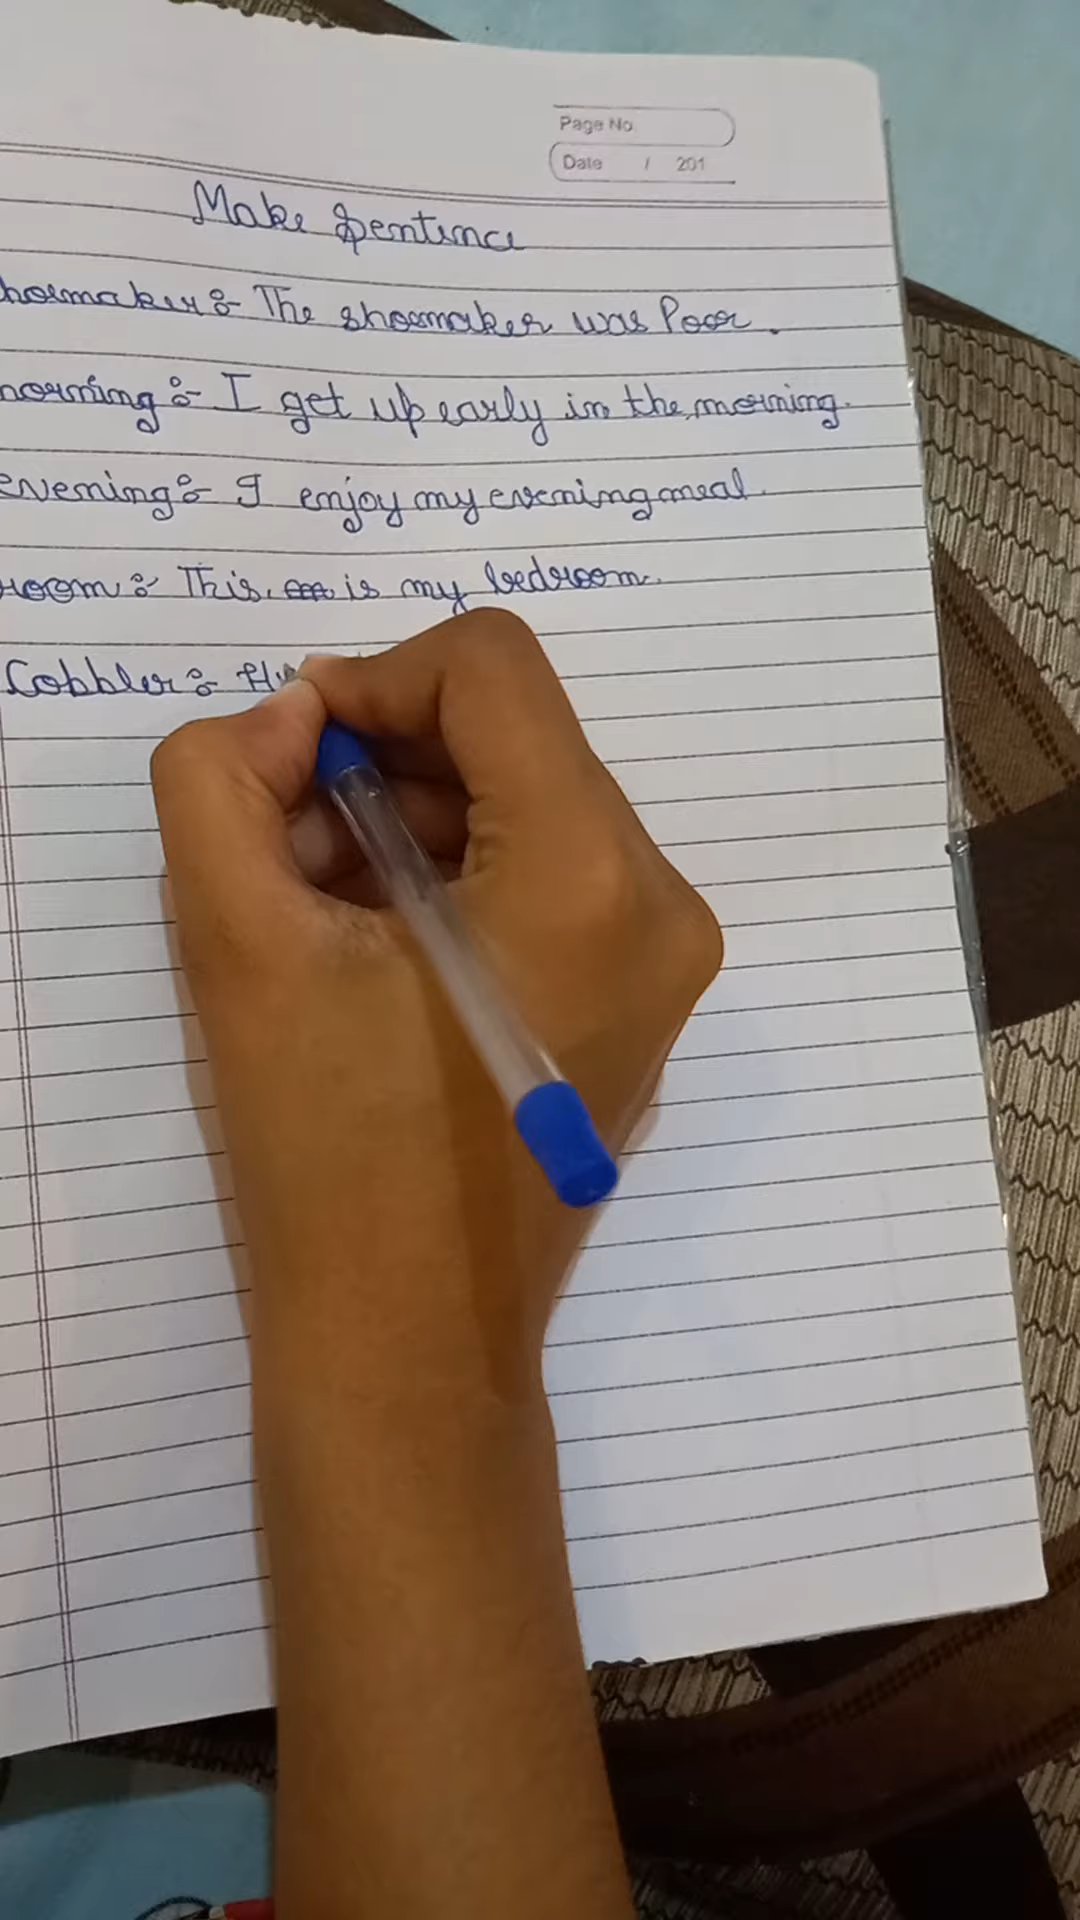 Page No.
Date / 201
Make Sentence
hoemaker :- The shoemaker was Poor.
morning :- I get up early in the morning.
evening :- I enjoy my evening meal.
room :- This is my bedroom.
Cobbler :-